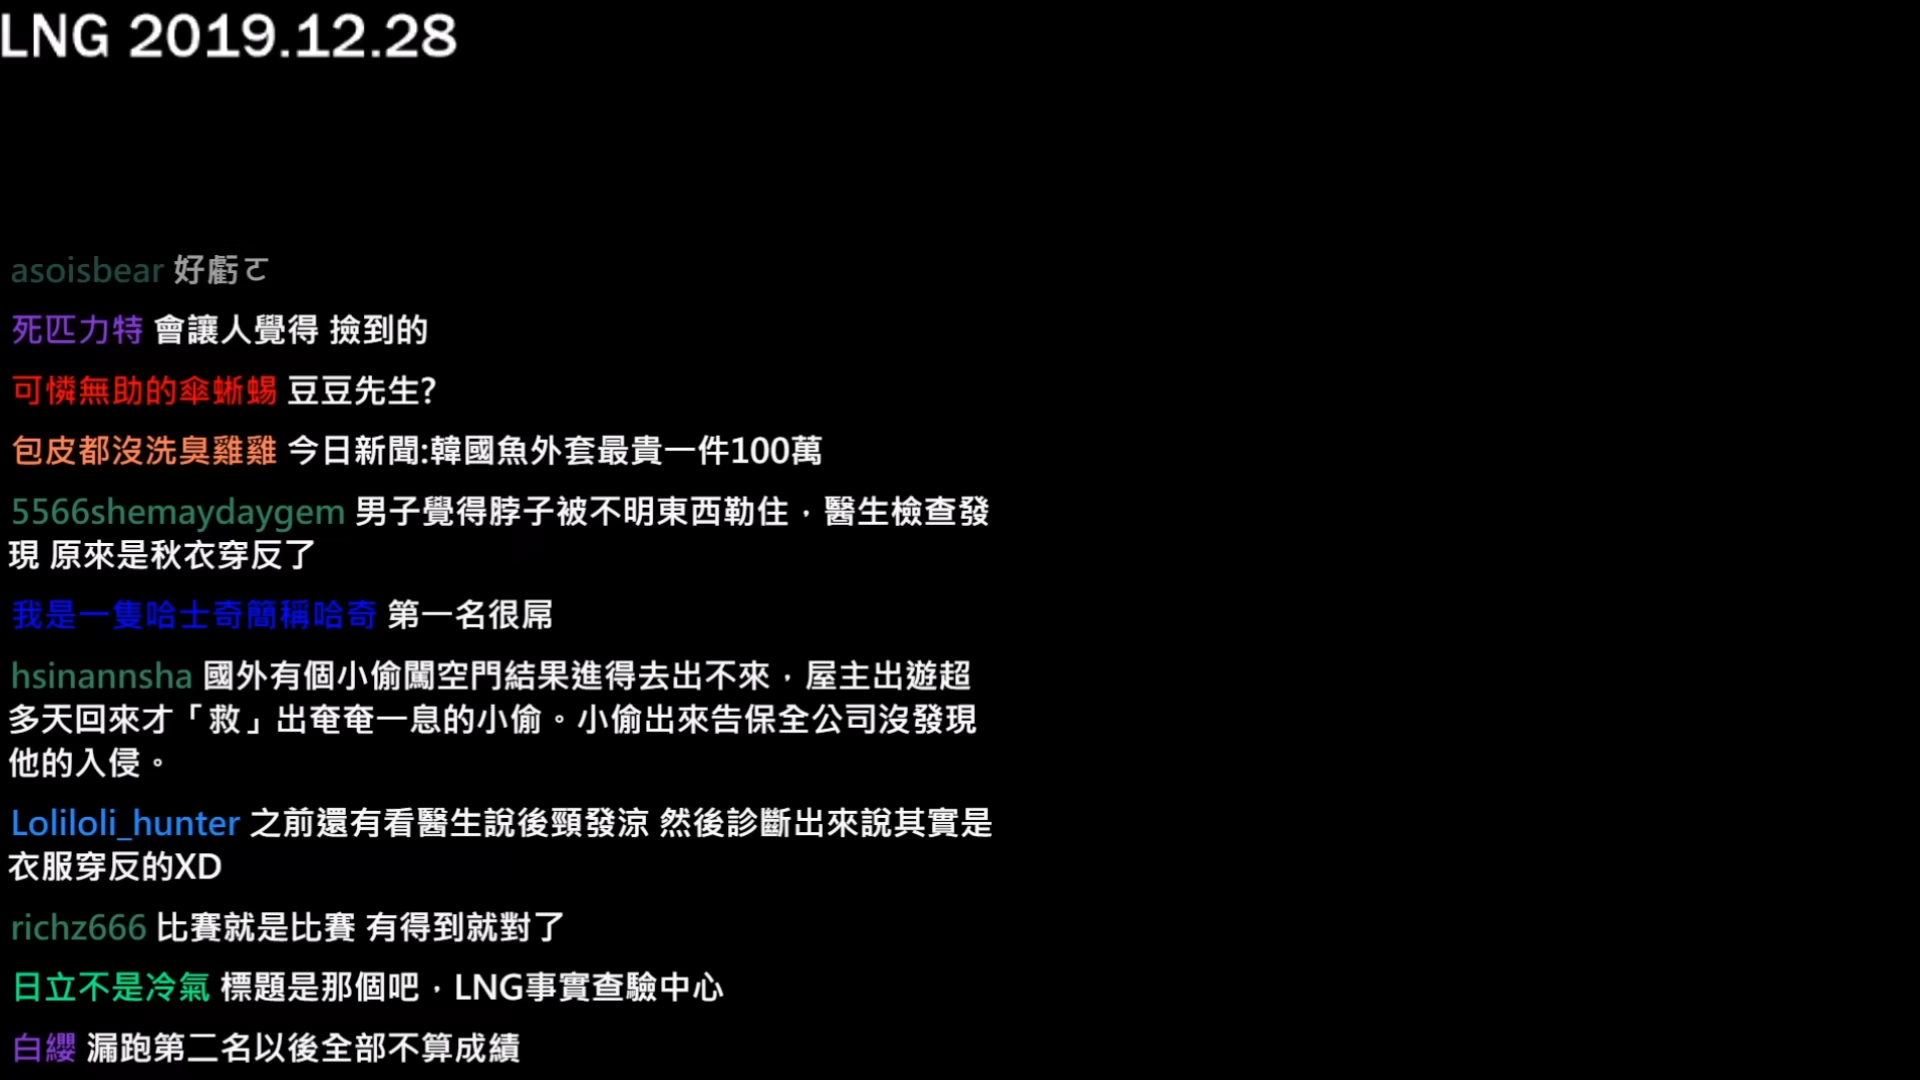 LNG 2019.12.28
asoisbear 好虧ㄛ
死匹力特 會讓人覺得 撿到的
可憐無助的傘蜥蜴 豆豆先生?
包皮都沒洗臭雞雞 今日新聞:韓國魚外套最貴一件100萬
5566shemaydaygem 男子覺得脖子被不明東西勒住，醫生檢查發
現 原來是秋衣穿反了
我是一隻哈士奇簡稱哈奇 第一名很屌
hsinannsha 國外有個小偷闖空門結果進得去出不來，屋主出遊超
多天回來才「救」出奄奄一息的小偷。小偷出來告保全公司沒發現
他的入侵。
Loliloli_hunter 之前還有看醫生說後頸發涼 然後診斷出來說其實是
衣服穿反的XD
richz666 比賽就是比賽 有得到就對了
日立不是冷氣 標題是那個吧，LNG事實查驗中心
白纓 漏跑第二名以後全部不算成績